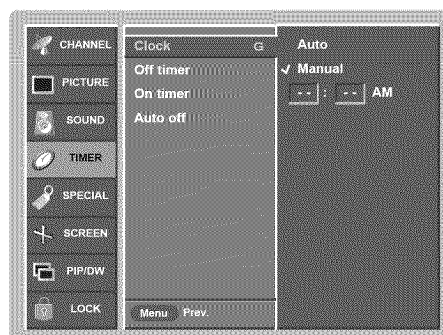 CHANNEL
PICTURE
SOUND
TIMER
SPECIAL
SCREEN
PIP/DW
LOCK
Clock G
Off timer
On timer
Auto off
Menu Prev.
Auto
✓ Manual
-- : -- AM